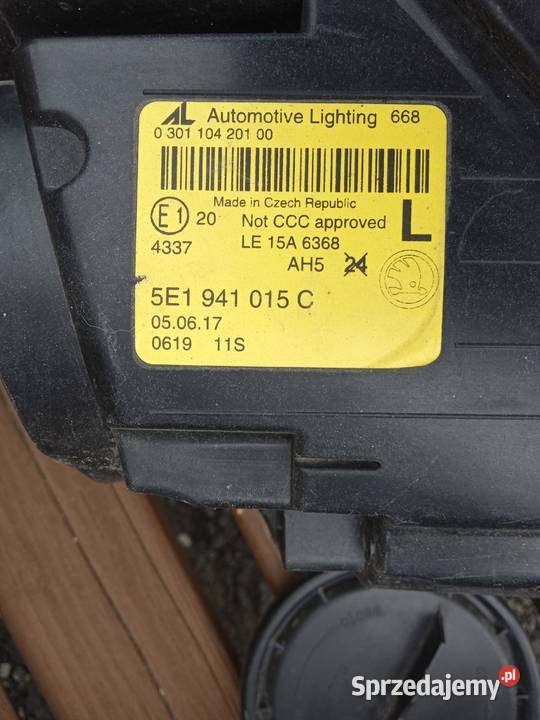 AL Automotive Lighting 668
0 301 104 201 00
Made in Czech Republic
E1 20 Not CCC approved L
4337 LE 15A 6368
AH5 24
5E1 941 015 C
05.06.17
0619 11S
Sprzedajemy.pl